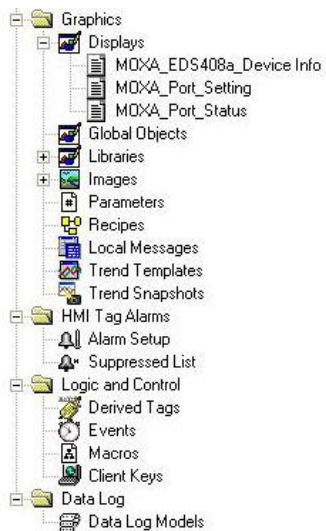 Graphics
Displays
MOXA_EDS408a_Device Info
MOXA_Port_Setting
MOXA_Port_Status
Global Objects
Libraries
Images
Parameters
Recipes
Local Messages
Trend Templates
Trend Snapshots
HMI Tag Alarms
Alarm Setup
Suppressed List
Logic and Control
Derived Tags
Events
Macros
Client Keys
Data Log
Data Log Models